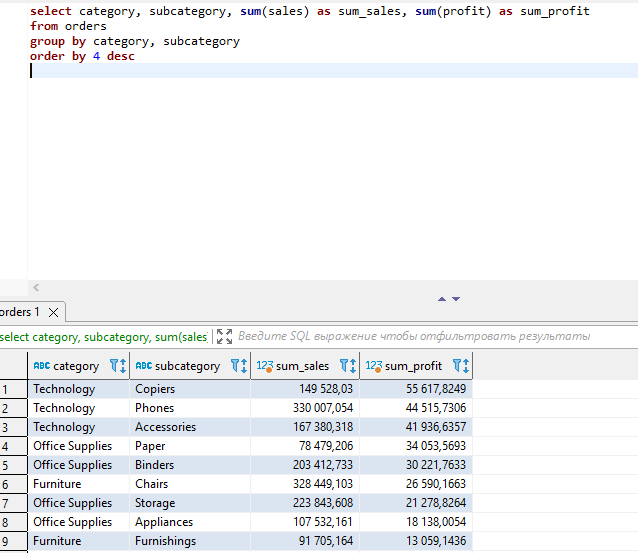 select category, subcategory, sum(sales) as sum_sales, sum(profit) as sum_profit
from orders
group by category, subcategory
order by 4 desc
orders 1
select category, subcategory, sum(sales) Введите SQL выражение чтобы отфильтровать результаты
ABC category ABC subcategory 123 sum_sales 123 sum_profit
1 Technology Copiers 149 528,03 55 617,8249
2 Technology Phones 330 007,054 44 515,7306
3 Technology Accessories 167 380,318 41 936,6357
4 Office Supplies Paper 78 479,206 34 053,5693
5 Office Supplies Binders 203 412,733 30 221,7633
6 Furniture Chairs 328 449,103 26 590,1663
7 Office Supplies Storage 223 843,608 21 278,8264
8 Office Supplies Appliances 107 532,161 18 138,0054
9 Furniture Furnishings 91 705,164 13 059,1436